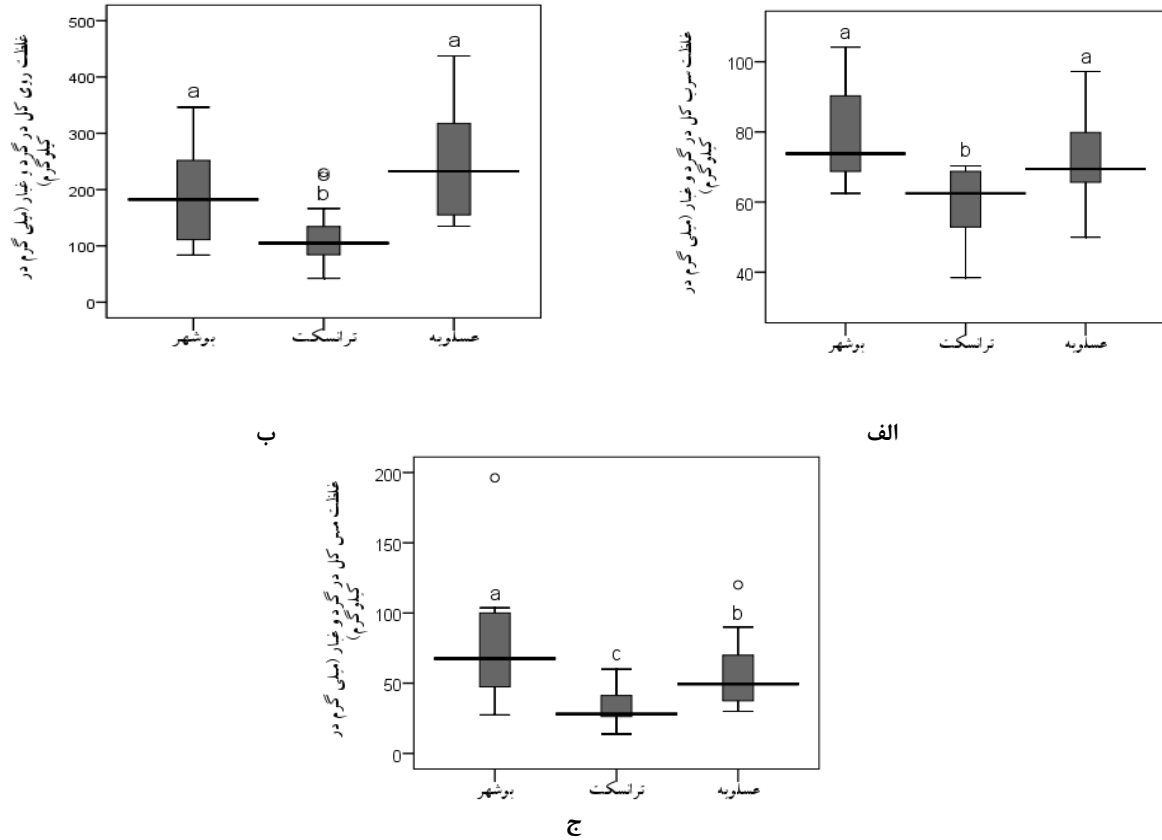 غلظت روی کل در گرد و غبار (میلی گرم در
کیلوگرم)
500
400
300
200
100
0
a
b
a
بوشهر
ترانسکت
عسلویه
ب
غلظت سرب کل در گرد و غبار (میلی گرم در
کیلوگرم)
100
80
60
40
a
b
a
بوشهر
ترانسکت
عسلویه
الف
غلظت مس کل در گرد و غبار (میلی گرم در
کیلوگرم)
200
150
100
50
0
a
c
b
بوشهر
ترانسکت
عسلویه
ج